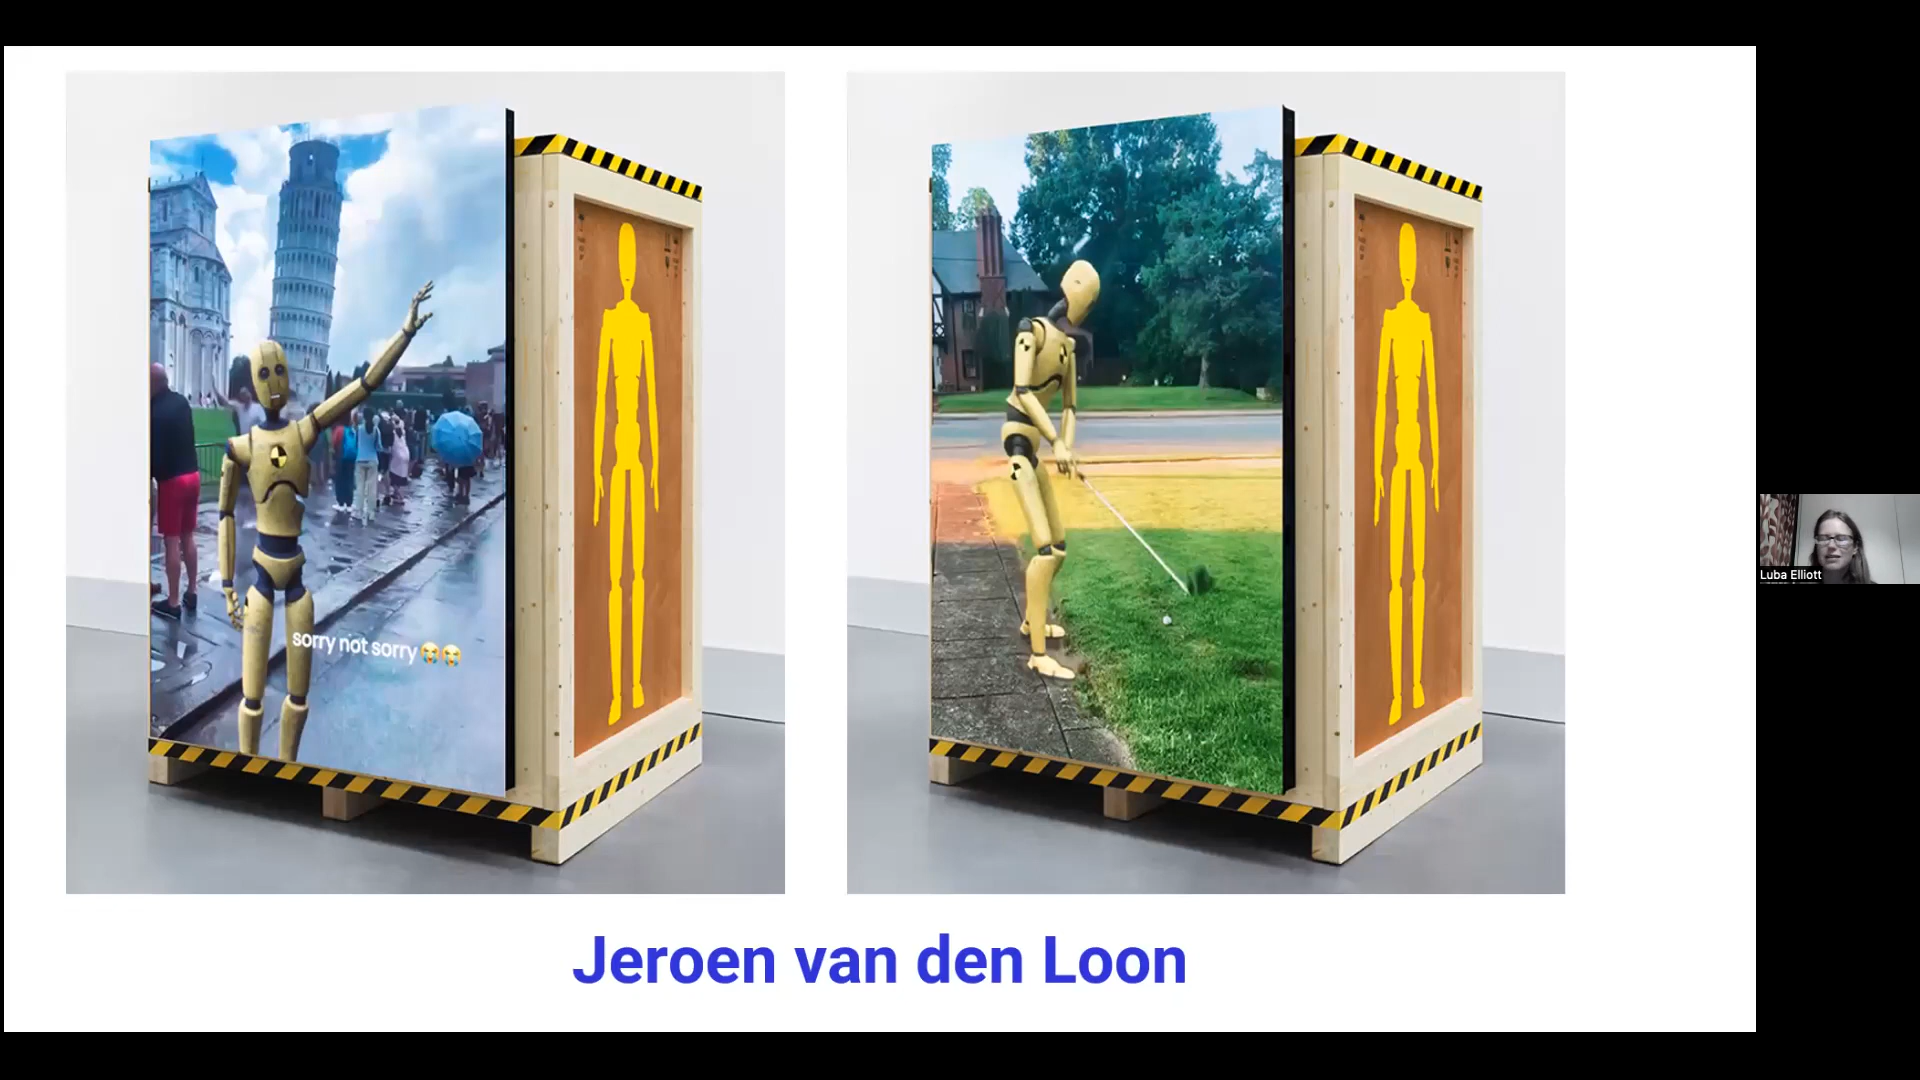 sorry not sorry 😭😭
Jeroen van den Loon
Luba Elliott